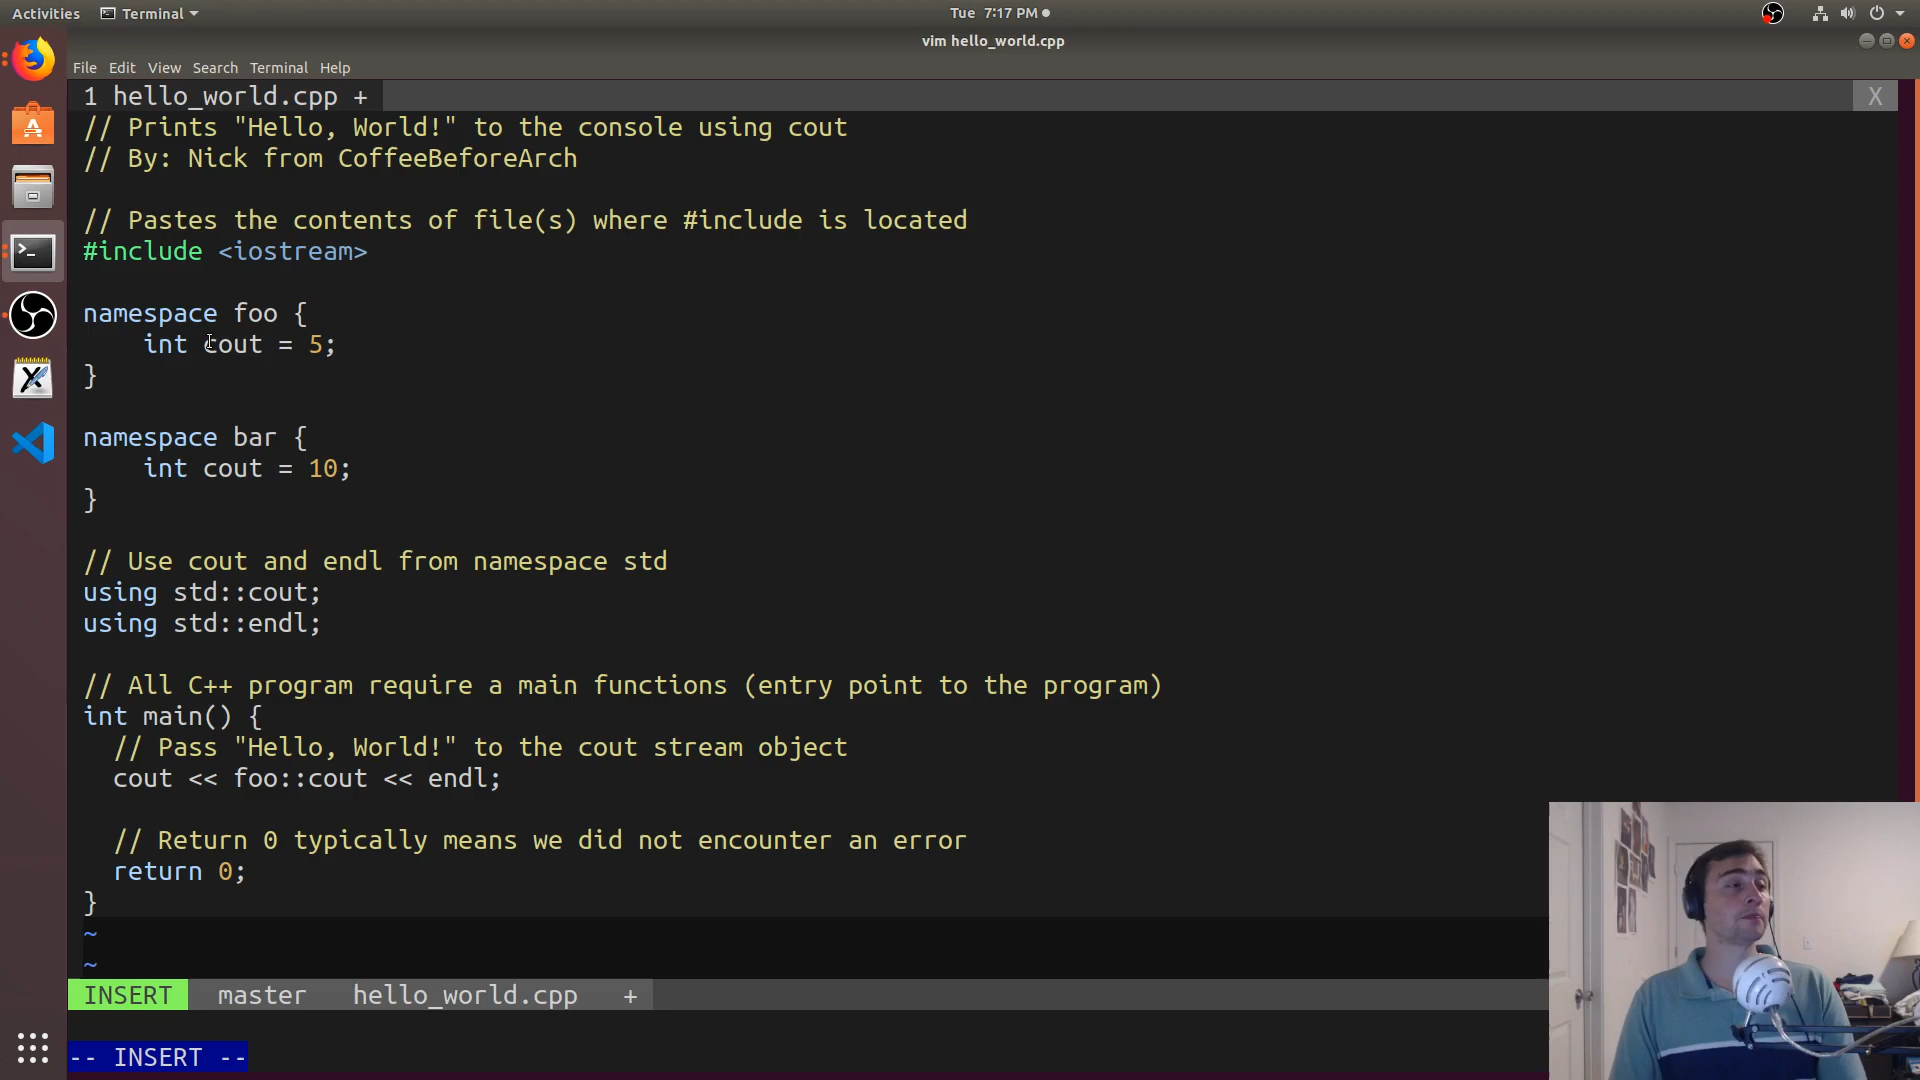 Activities Terminal Tue 7:17 PM
vim hello_world.cpp
File Edit View Search Terminal Help
1 hello_world.cpp + X
// Prints "Hello, World!" to the console using cout
// By: Nick from CoffeeBeforeArch
// Pastes the contents of file(s) where #include is located
#include <iostream>
namespace foo {
int cout = 5;
}
namespace bar {
int cout = 10;
}
// Use cout and endl from namespace std
using std::cout;
using std::endl;
// All C++ program require a main functions (entry point to the program)
int main() {
// Pass "Hello, World!" to the cout stream object
cout << foo::cout << endl;
// Return 0 typically means we did not encounter an error
return 0;
}
~
~
INSERT master hello_world.cpp +
-- INSERT --